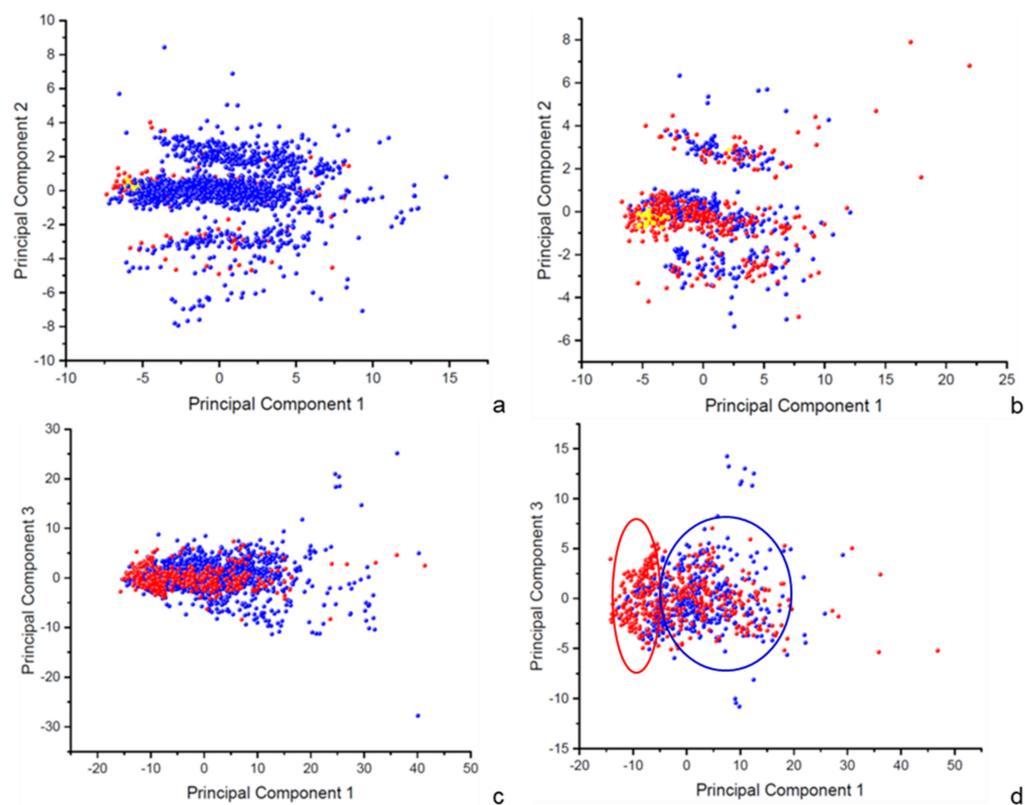 10
8
6
4
2
0
-2
-4
-6
-8
-10
Principal Component 2
-10 -5 0 5 10 15
Principal Component 1
a
8
6
4
2
0
-2
-4
-6
Principal Component 2
-10 -5 0 5 10 15 20 25
Principal Component 1
b
30
20
10
0
-10
-20
-30
Principal Component 3
-20 -10 0 10 20 30 40 50
Principal Component 1
c
15
10
5
0
-5
-10
-15
Principal Component 3
-20 -10 0 10 20 30 40 50
Principal Component 1
d